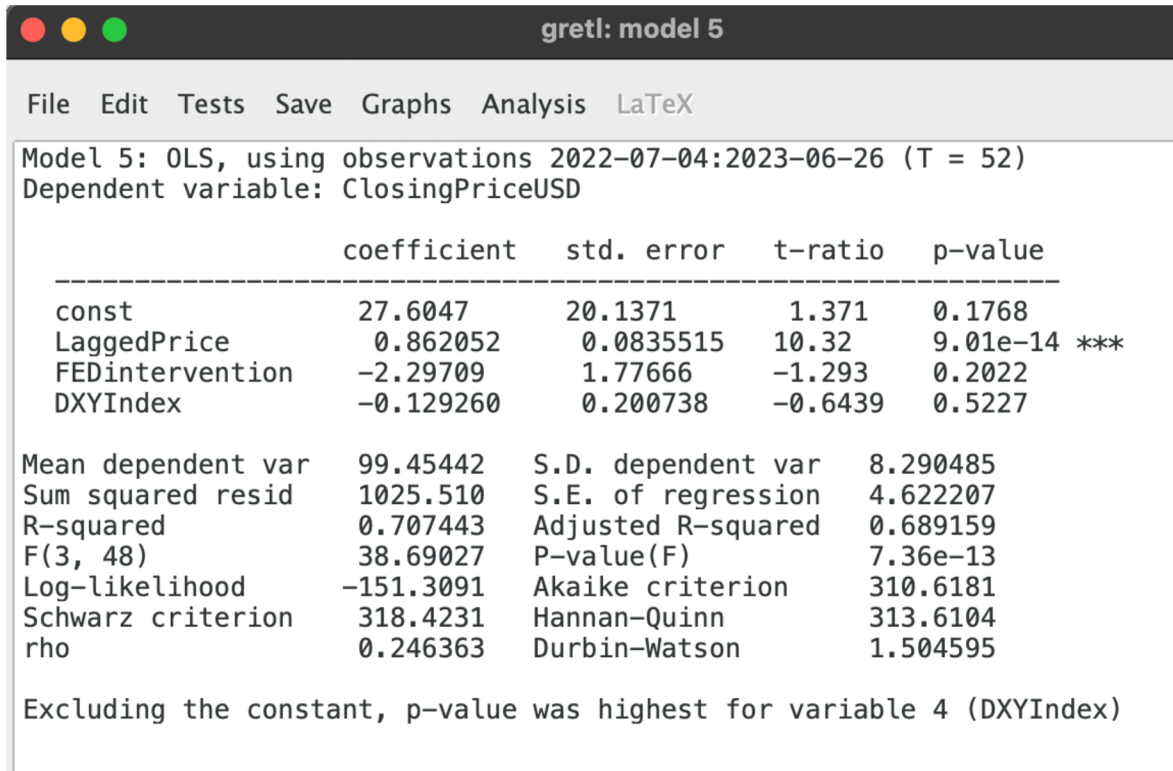 gretl: model 5
File Edit Tests Save Graphs Analysis LaTeX
Model 5: OLS, using observations 2022-07-04:2023-06-26 (T = 52)
Dependent variable: ClosingPriceUSD
coefficient std. error t-ratio p-value
---------------------------------------------------------------
const 27.6047 20.1371 1.371 0.1768
LaggedPrice 0.862052 0.0835515 10.32 9.01e-14 ***
FEDintervention -2.29709 1.77666 -1.293 0.2022
DXYIndex -0.129260 0.200738 -0.6439 0.5227
Mean dependent var 99.45442 S.D. dependent var 8.290485
Sum squared resid 1025.510 S.E. of regression 4.622207
R-squared 0.707443 Adjusted R-squared 0.689159
F(3, 48) 38.69027 P-value(F) 7.36e-13
Log-likelihood -151.3091 Akaike criterion 310.6181
Schwarz criterion 318.4231 Hannan-Quinn 313.6104
rho 0.246363 Durbin-Watson 1.504595
Excluding the constant, p-value was highest for variable 4 (DXYIndex)